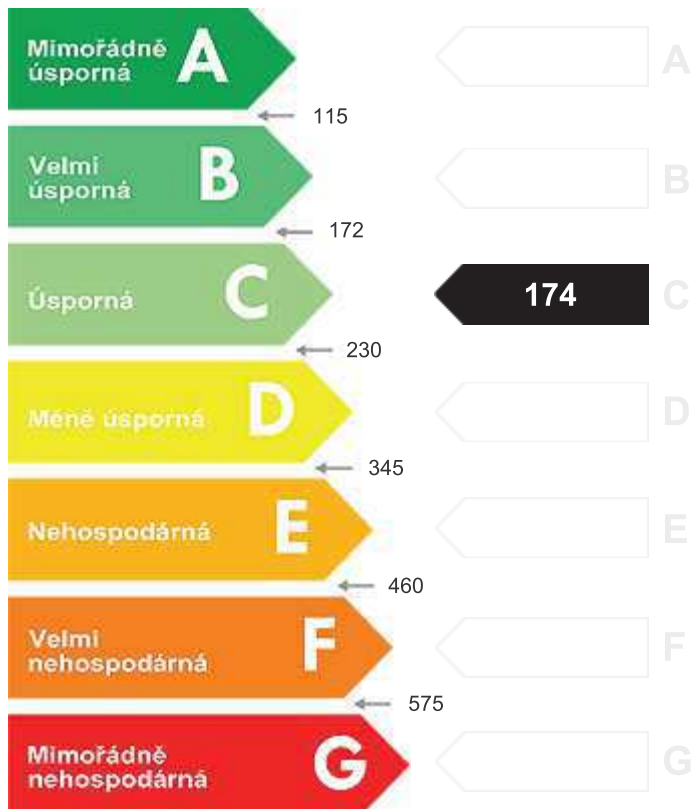 Mimořádně
úsporná
A
A
115
Velmi
úsporná
B
B
172
Úsporná
C
174
C
230
Méně úsporná
D
D
345
Nehospodárná
E
E
460
Velmi
nehospodárná
F
F
575
Mimořádně
nehospodárná
G
G